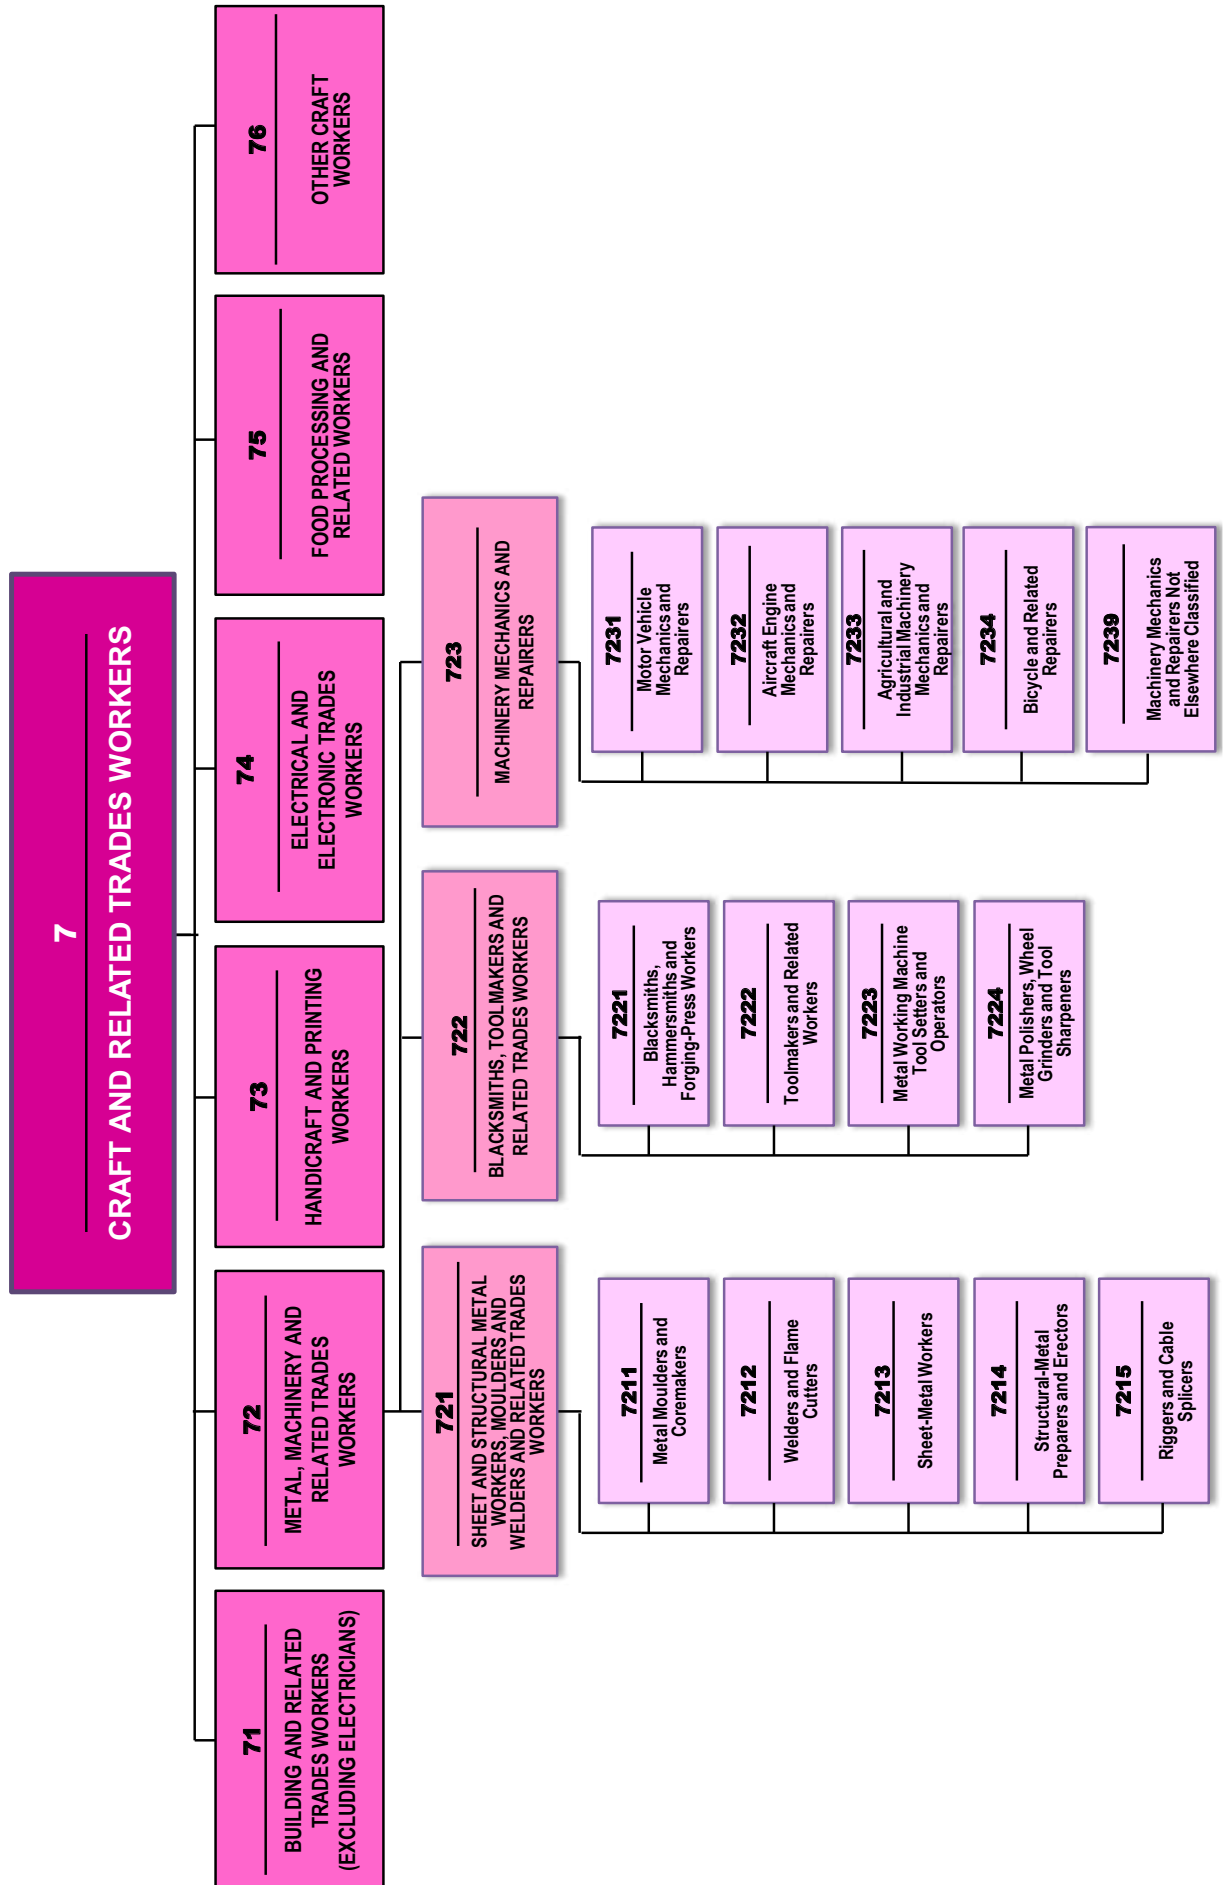 7
CRAFT AND RELATED TRADES WORKERS
71
BUILDING AND RELATED
TRADES WORKERS
(EXCLUDING ELECTRICIANS)
72
METAL, MACHINERY AND
RELATED TRADES
WORKERS
73
HANDICRAFT AND PRINTING
WORKERS
74
ELECTRICAL AND
ELECTRONIC TRADES
WORKERS
75
FOOD PROCESSING AND
RELATED WORKERS
76
OTHER CRAFT
WORKERS
721
SHEET AND STRUCTURAL METAL
WORKERS, MOULDERS AND
WELDERS AND RELATED TRADES
WORKERS
722
BLACKSMITHS, TOOLMAKERS AND
RELATED TRADES WORKERS
723
MACHINERY MECHANICS AND
REPAIRERS
7211
Metal Moulders and
Coremakers
7212
Welders and Flame
Cutters
7213
Sheet-Metal Workers
7214
Structural-Metal
Preparers and Erectors
7215
Riggers and Cable
Splicers
7221
Blacksmiths,
Hammersmiths and
Forging-Press Workers
7222
Toolmakers and Related
Workers
7223
Metal Working Machine
Tool Setters and
Operators
7224
Metal Polishers, Wheel
Grinders and Tool
Sharpeners
7231
Motor Vehicle
Mechanics and
Repairers
7232
Aircraft Engine
Mechanics and
Repairers
7233
Agricultural and
Industrial Machinery
Mechanics and
Repairers
7234
Bicycle and Related
Repairers
7239
Machinery Mechanics
and Repairers Not
Elsewhere Classified